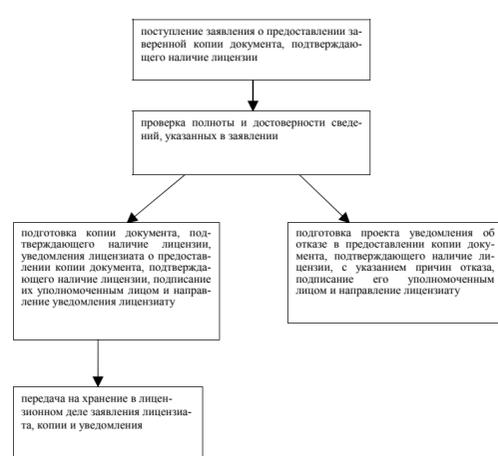 поступление заявления о предоставлении за-
веренной копии документа, подтверждаю-
щего наличие лицензии
проверка полноты и достоверности сведе-
ний, указанных в заявлении
подготовка копии документа, под-
тверждающего наличие лицензии,
уведомления лицензиата о предостав-
лении копии документа, подтвержда-
ющего наличие лицензии, подписание
их уполномоченным лицом и направ-
ление уведомления лицензиату
подготовка проекта уведомления об
отказе в предоставлении копии доку-
мента, подтверждающего наличие ли-
цензии, с указанием причин отказа,
подписание его уполномоченным
лицом и направление лицензиату
передача на хранение в лицен-
зионном деле заявления лицензиа-
та, копии и уведомления